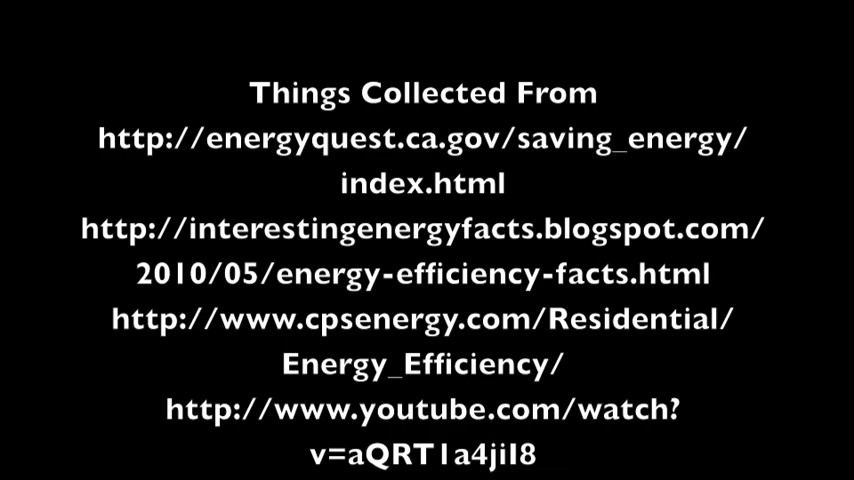 Things Collected From
http://energyquest.ca.gov/saving_energy/
index.html
http://interestingenergyfacts.blogspot.com/
2010/05/energy-efficiency-facts.html
http://www.cpsenergy.com/Residential/
Energy_Efficiency/
http://www.youtube.com/watch?
v=aQRT1a4jiI8